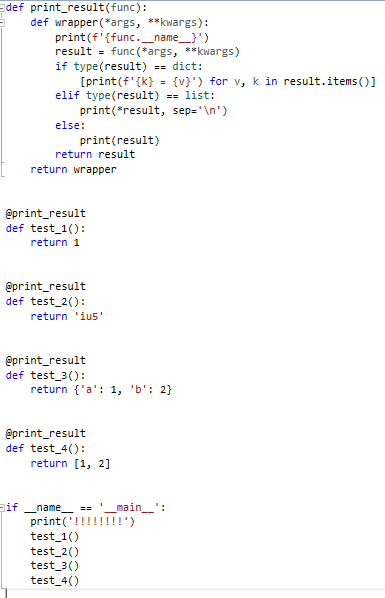 def print_result(func):
    def wrapper(*args, **kwargs):
        print(f'{func.__name__}')
        result = func(*args, **kwargs)
        if type(result) == dict:
            [print(f'{k} = {v}') for v, k in result.items()]
        elif type(result) == list:
            print(*result, sep='\n')
        else:
            print(result)
        return result
    return wrapper
@print_result
def test_1():
    return 1
@print_result
def test_2():
    return 'iu5'
@print_result
def test_3():
    return {'a': 1, 'b': 2}
@print_result
def test_4():
    return [1, 2]
if __name__ == '__main__':
    print('!!!!!!!!')
    test_1()
    test_2()
    test_3()
    test_4()